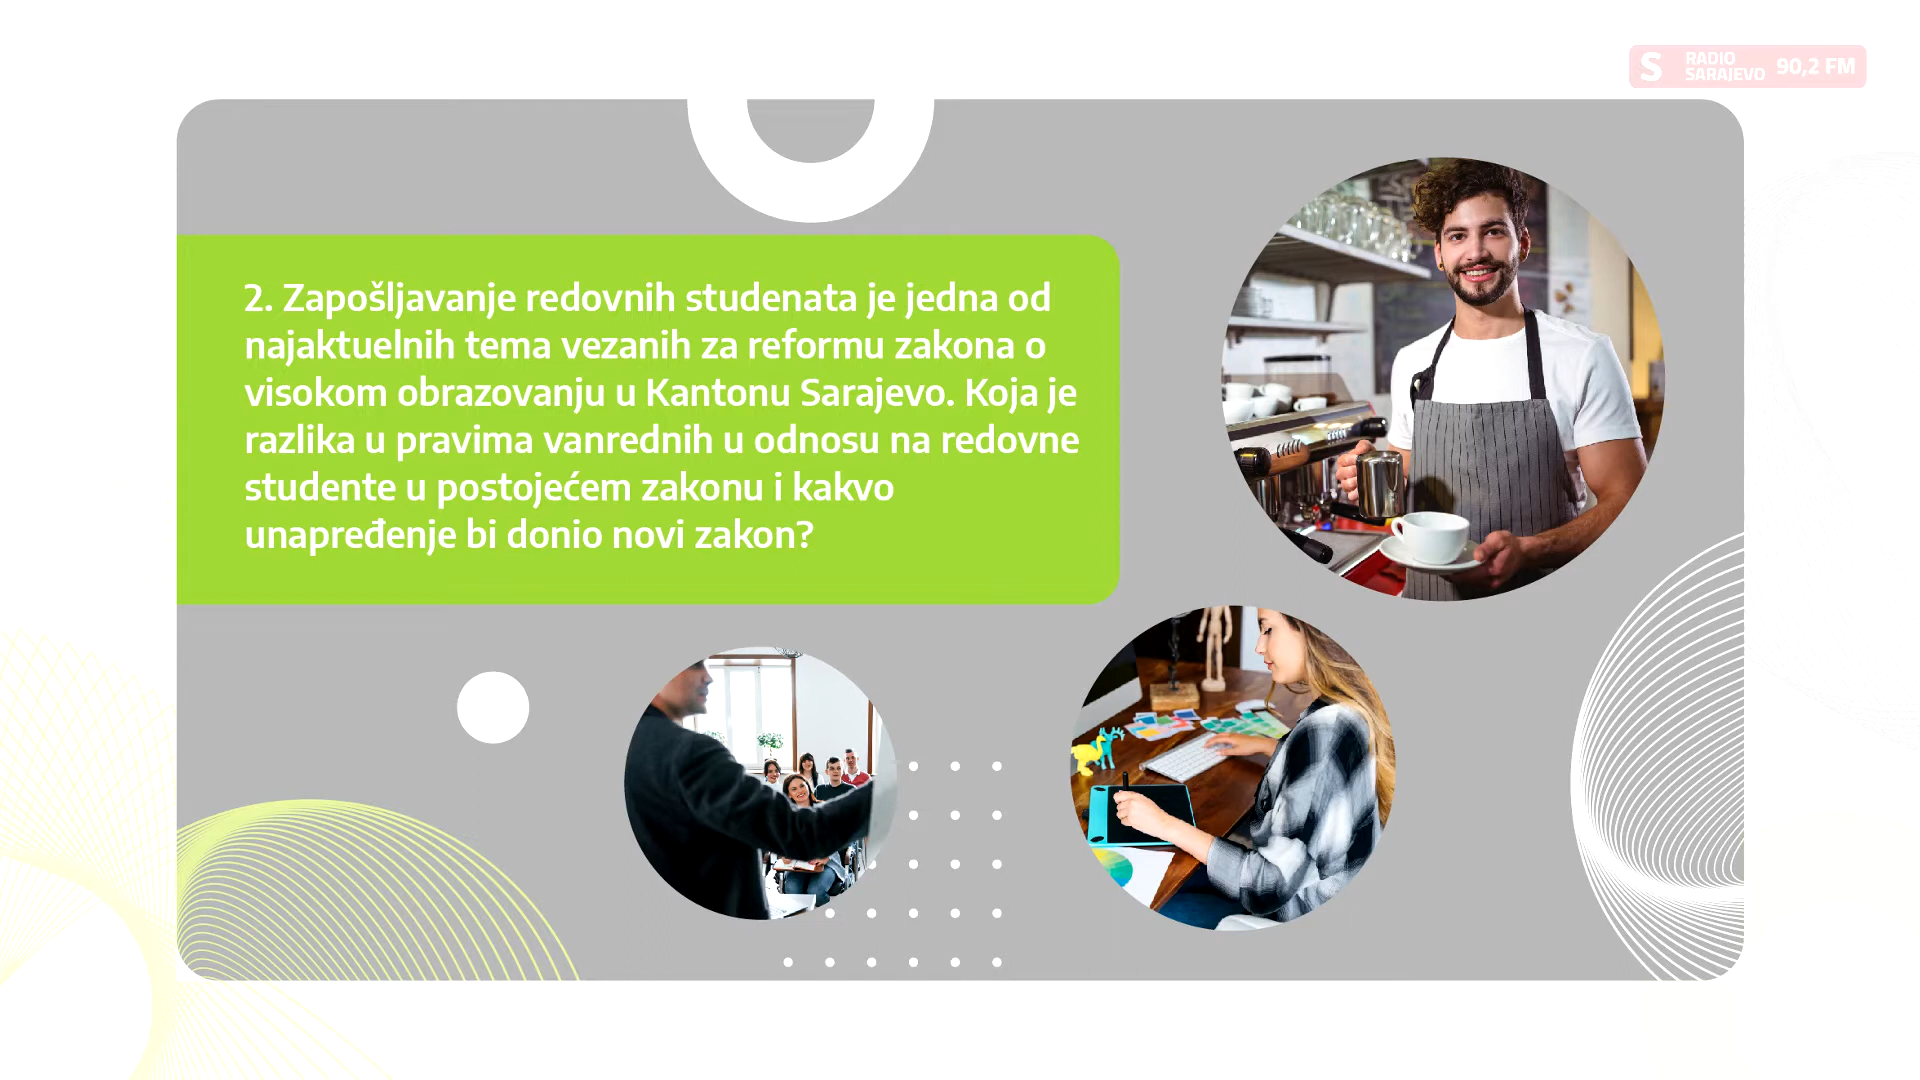 S RADIO SARAJEVO 90,2 FM
2. Zapošljavanje redovnih studenata je jedna od
najaktuelnih tema vezanih za reformu zakona o
visokom obrazovanju u Kantonu Sarajevo. Koja je
razlika u pravima vanrednih u odnosu na redovne
studente u postojećem zakonu i kakvo
unapređenje bi donio novi zakon?